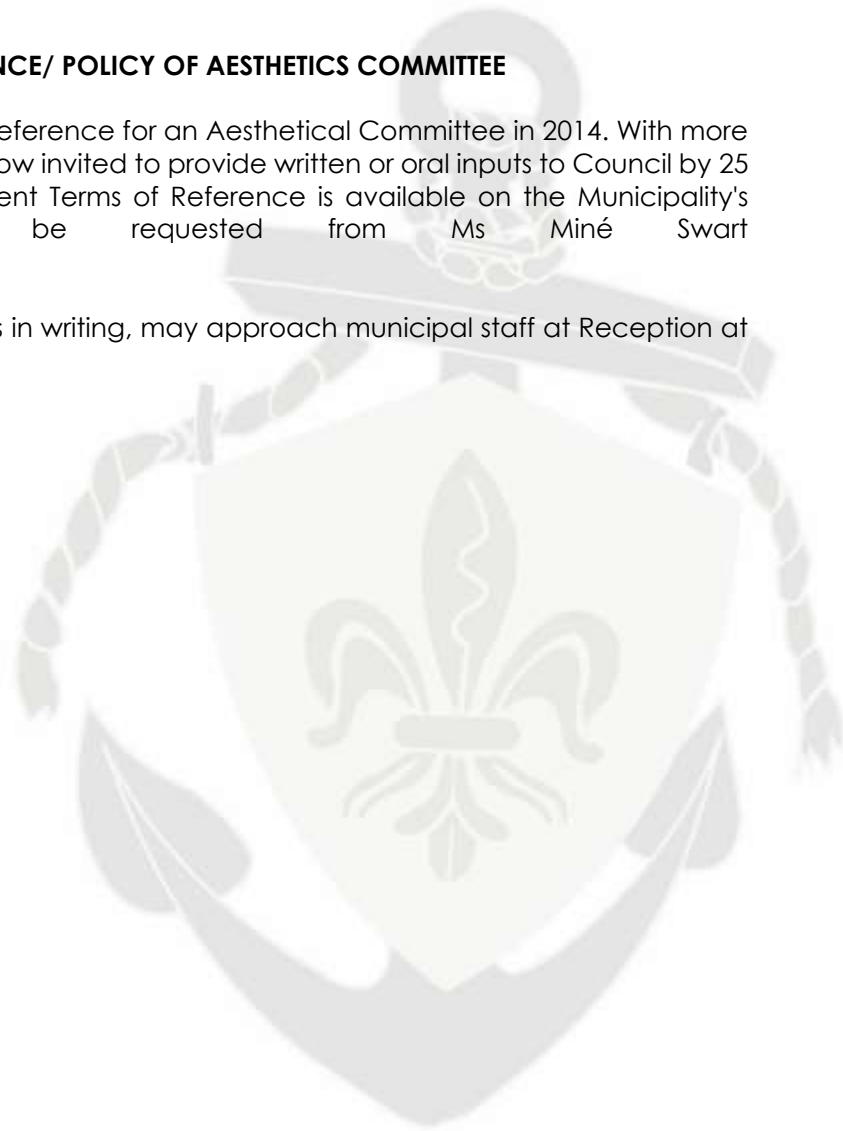 NCE/ POLICY OF AESTHETICS COMMITTEE
eference for an Aesthetical Committee in 2014. With more
ow invited to provide written or oral inputs to Council by 25
ent Terms of Reference is available on the Municipality's
be requested from Ms Miné Swart
s in writing, may approach municipal staff at Reception at